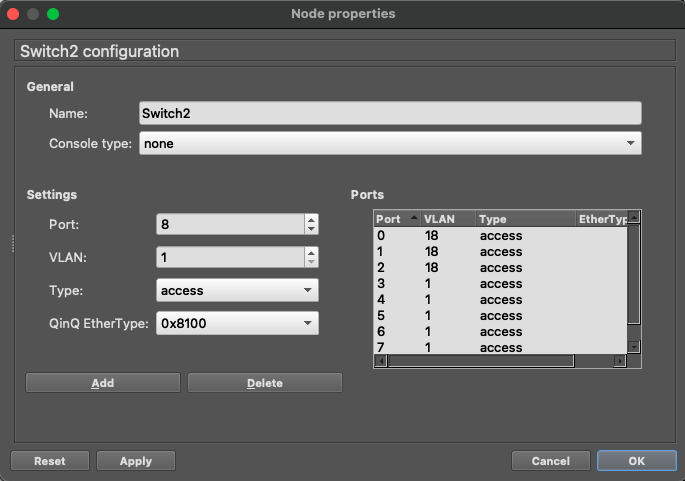 Node properties
Switch2 configuration
General
Name: Switch2
Console type: none
Settings
Port: 8
VLAN: 1
Type: access
QinQ EtherType: 0x8100
Add Delete
Ports
Port VLAN Type EtherTyp
0 18 access
1 18 access
2 18 access
3 1 access
4 1 access
5 1 access
6 1 access
7 1 access
Reset Apply Cancel OK